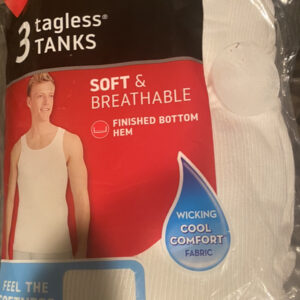 3 tagless®
TANKS
SOFT &
BREATHABLE
FINISHED BOTTOM
HEM
WICKING
COOL
COMFORT
FABRIC
FEEL THE